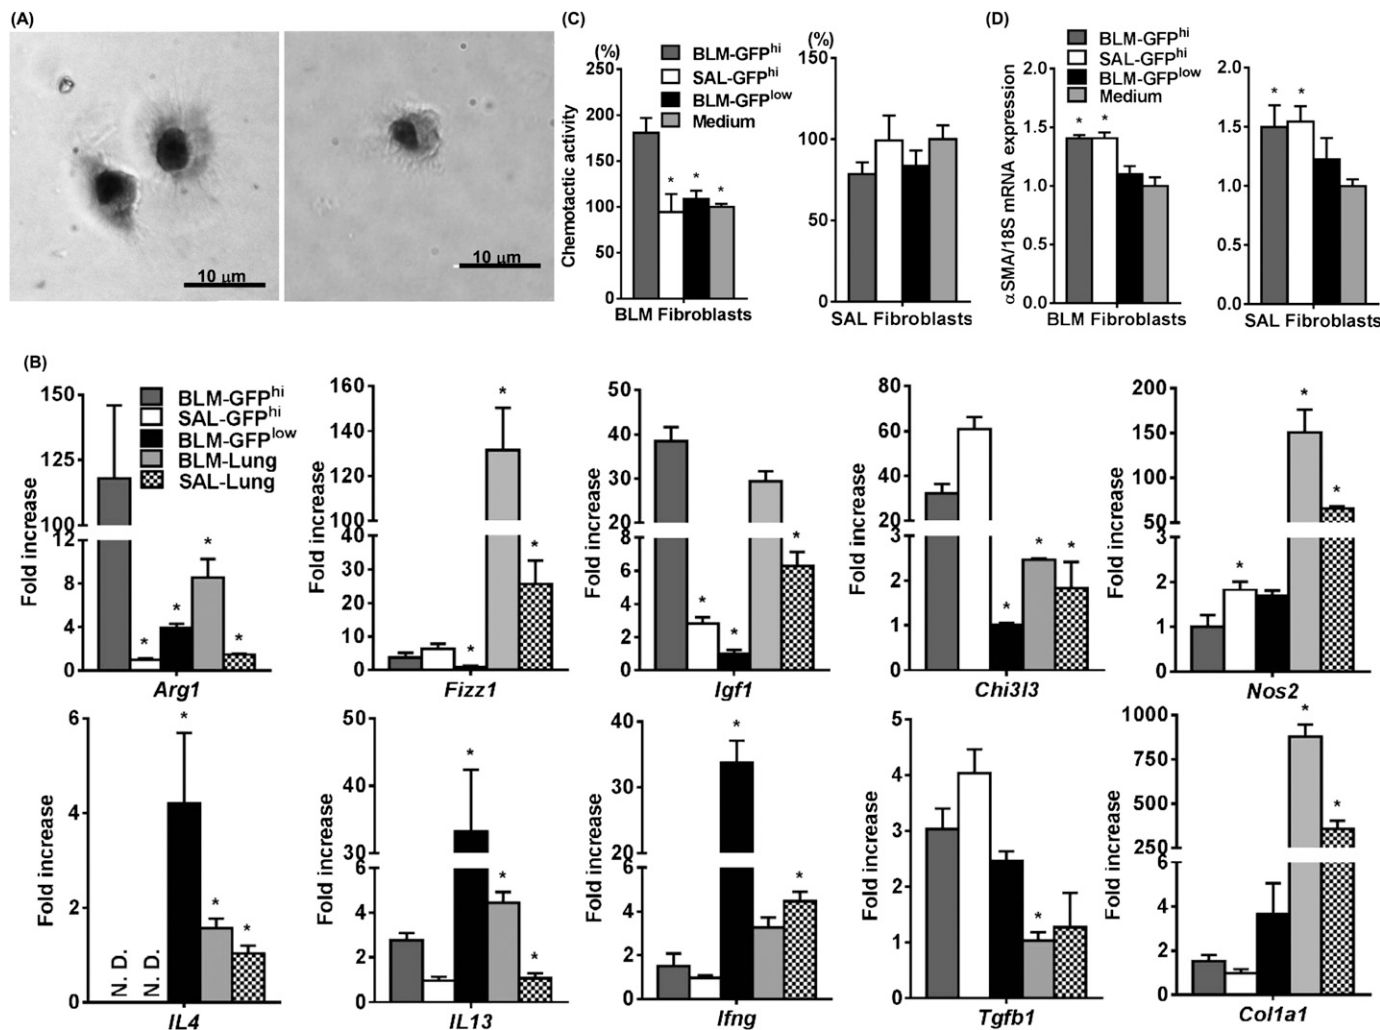 (A)
10 µm
10 µm
(C)
(%)
250
200
150
100
50
0
Chemotactic activity
BLM-GFPhi
SAL-GFPhi
BLM-GFPlow
Medium
* * *
BLM Fibroblasts
(%)
150
100
50
0
SAL Fibroblasts
(D)
BLM-GFPhi
SAL-GFPhi
BLM-GFPlow
Medium
αSMA/18S mRNA expression
2.0
1.5
1.0
0.5
0.0
* *
BLM Fibroblasts
2.0
1.5
1.0
0.5
0.0
* *
SAL Fibroblasts
(B)
Fold increase
150
125
100
12
8
4
0
BLM-GFPhi
SAL-GFPhi
BLM-GFPlow
BLM-Lung
SAL-Lung
* * * *
Arg1
Fold increase
160
140
120
100
40
30
20
10
0
* * *
Fizz1
Fold increase
50
40
30
20
8
6
4
2
0
* * *
Igf1
Fold increase
80
60
40
20
3
2
1
0
* * *
Chi3l3
Fold increase
200
150
100
50
3
2
1
0
* * *
Nos2
Fold increase
6
4
2
0
N. D.
N. D.
* * *
IL4
Fold increase
50
40
30
6
4
2
0
* * *
IL13
Fold increase
40
30
20
6
4
2
0
* *
Ifng
Fold increase
5
4
3
2
1
0
*
Tgfb1
Fold increase
1000
750
500
250
6
4
2
0
* *
Col1a1